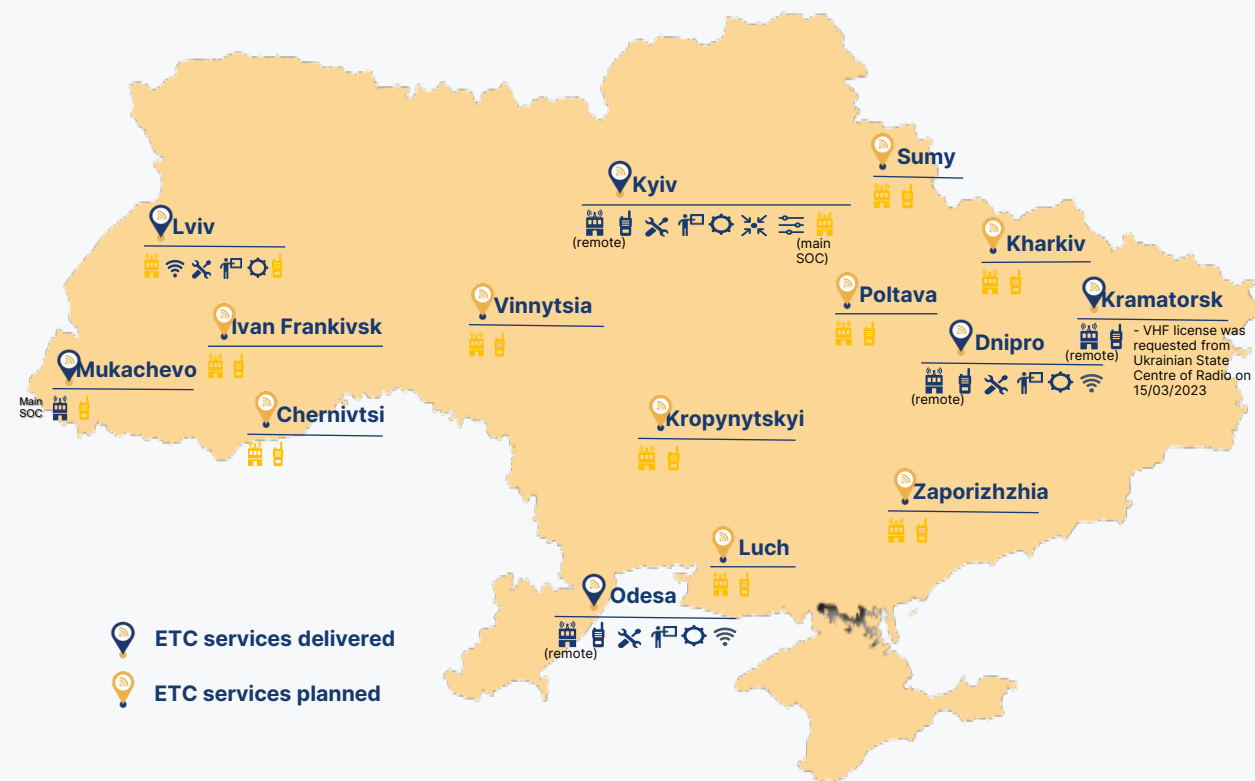 Sumy
Kyiv
(remote)
(main
SOC)
Lviv
Kharkiv
Poltava
Kramatorsk
(remote)
- VHF license was
requested from
Ukrainian State
Centre of Radio on
15/03/2023
Vinnytsia
Ivan Frankivsk
Dnipro
(remote)
Mukachevo
Main
SOC
Chernivtsi
Kropynytskyi
Zaporizhzhia
Luch
Odesa
(remote)
ETC services delivered
ETC services planned